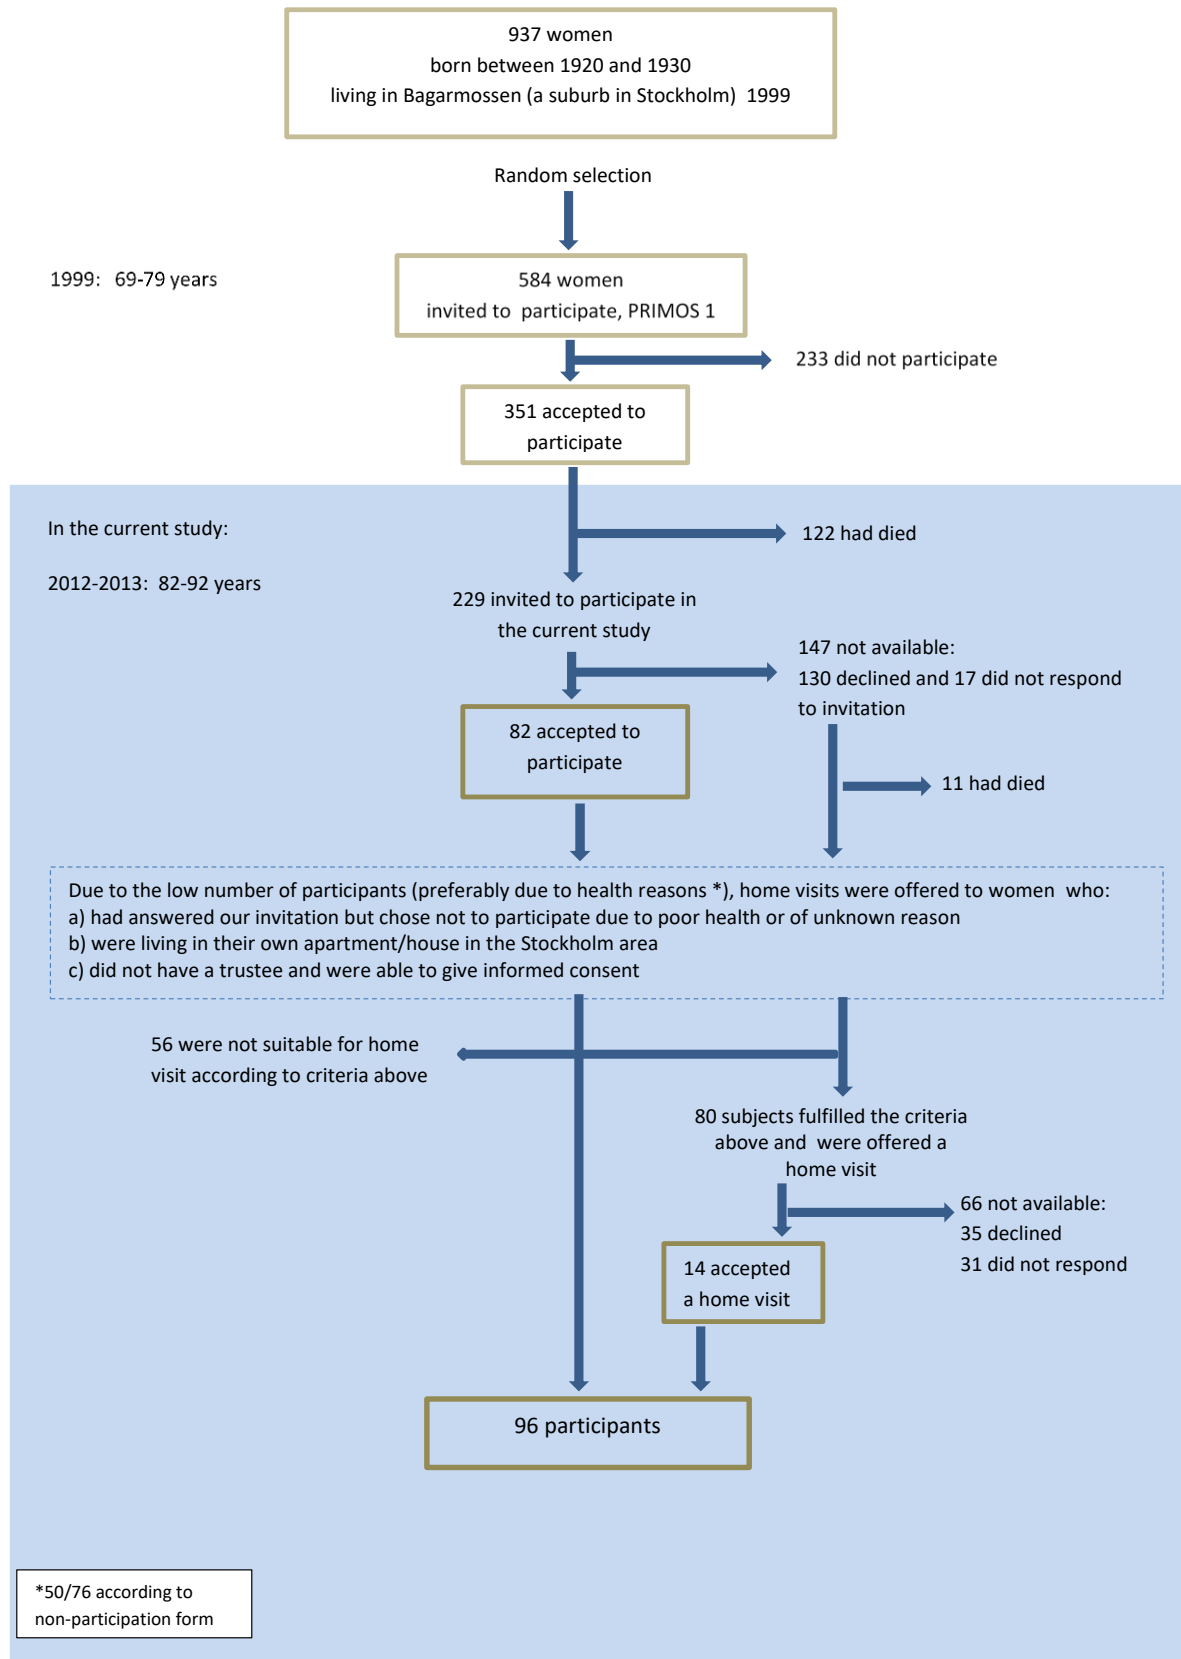 937 women
born between 1920 and 1930
living in Bagarmossen (a suburb in Stockholm) 1999
Random selection
1999: 69-79 years
584 women
invited to participate, PRIMOS 1
233 did not participate
351 accepted to
participate
In the current study:
122 had died
2012-2013: 82-92 years
229 invited to participate in
the current study
147 not available:
130 declined and 17 did not respond
to invitation
82 accepted to
participate
11 had died
Due to the low number of participants (preferably due to health reasons *), home visits were offered to women who:
a) had answered our invitation but chose not to participate due to poor health or of unknown reason
b) were living in their own apartment/house in the Stockholm area
c) did not have a trustee and were able to give informed consent
56 were not suitable for home
visit according to criteria above
80 subjects fulfilled the criteria
above and were offered a
home visit
66 not available:
35 declined
31 did not respond
14 accepted
a home visit
96 participants
*50/76 according to
non-participation form